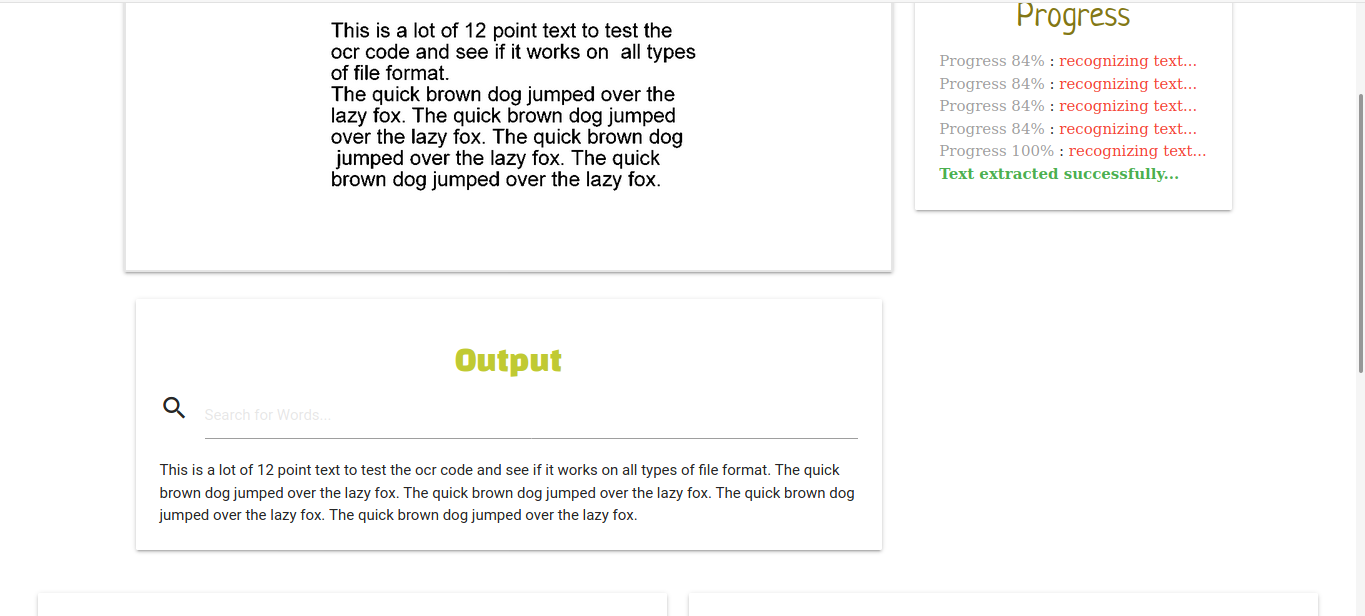 This is a lot of 12 point text to test the
ocr code and see if it works on  all types
of file format.
The quick brown dog jumped over the
lazy fox. The quick brown dog jumped
over the lazy fox. The quick brown dog
jumped over the lazy fox. The quick
brown dog jumped over the lazy fox.
Progress
Progress 84% : recognizing text...
Progress 84% : recognizing text...
Progress 84% : recognizing text...
Progress 84% : recognizing text...
Progress 100% : recognizing text...
Text extracted successfully...
Output
Search for Words...
This is a lot of 12 point text to test the ocr code and see if it works on all types of file format. The quick
brown dog jumped over the lazy fox. The quick brown dog jumped over the lazy fox. The quick brown dog
jumped over the lazy fox. The quick brown dog jumped over the lazy fox.